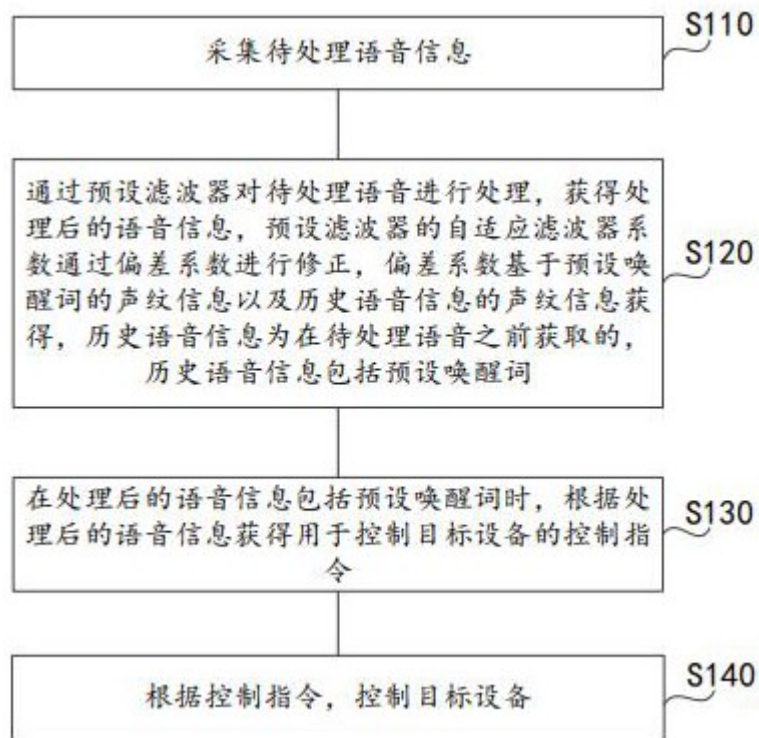 S110
采集待处理语音信息
通过预设滤波器对待处理语音进行处理，获得处
理后的语音信息，预设滤波器的自适应滤波器系
数通过偏差系数进行修正，偏差系数基于预设唤
醒词的声纹信息以及历史语音信息的声纹信息获
得，历史语音信息为在待处理语音之前获取的，
历史语音信息包括预设唤醒词
S120
在处理后的语音信息包括预设唤醒词时，根据处
理后的语音信息获得用于控制目标设备的控制指
令
S130
根据控制指令，控制目标设备
S140